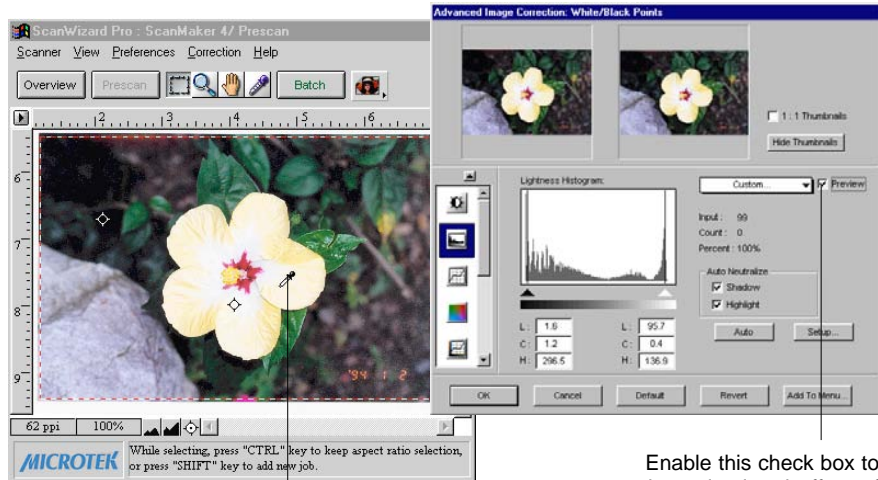 ScanWizard Pro : ScanMaker 4/ Prescan
Scanner View Preferences Correction Help
Overview Prescan Batch
2 3 4 5 6
6
7
8
9
'94 1 2
62 ppi 100%
MICROTEK
While selecting, press "CTRL" key to keep aspect ratio selection,
or press "SHIFT" key to add new job.
Advanced Image Correction: White/Black Points
1 : 1 Thumbnails
Hide Thumbnails
Lightness Histogram:
Custom... Preview
Input : 99
Count : 0
Percent : 100%
Auto Neutralize
Shadow
Highlight
Auto Setup...
L : 1.6 L : 95.7
C : 1.2 C : 0.4
H : 296.5 H : 136.9
OK Cancel Default Revert Add To Menu...
Enable this check box to